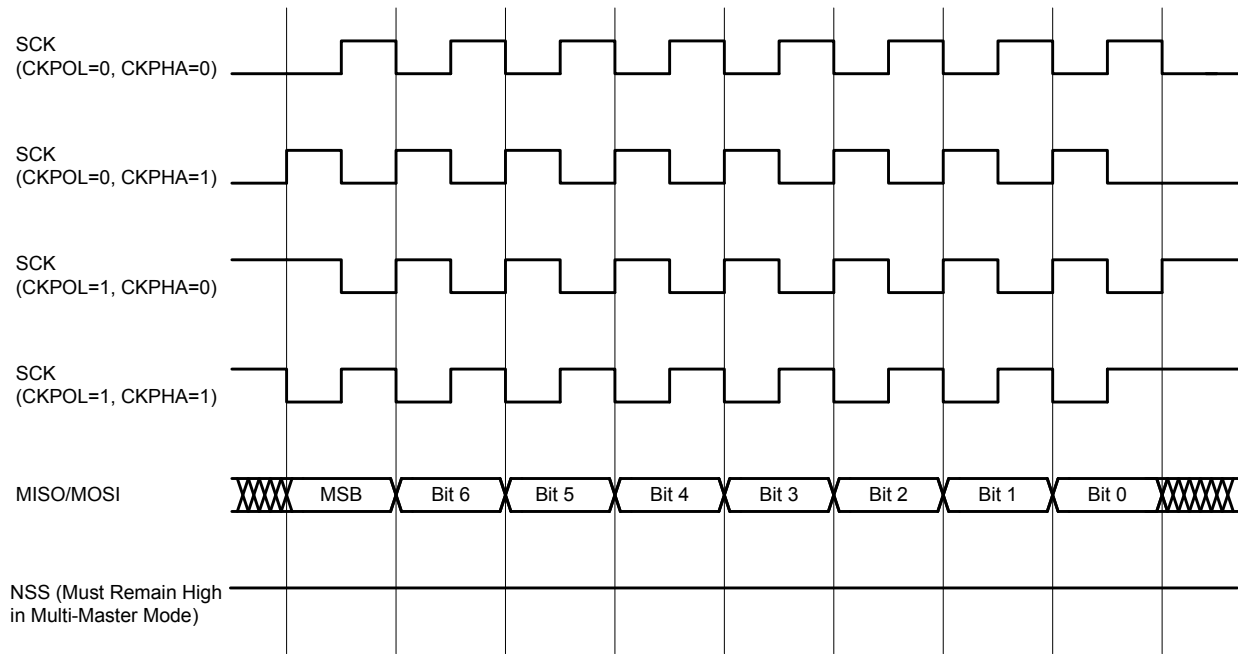 SCK
(CKPOL=0, CKPHA=0)
SCK
(CKPOL=0, CKPHA=1)
SCK
(CKPOL=1, CKPHA=0)
SCK
(CKPOL=1, CKPHA=1)
MISO/MOSI
MSB Bit 6 Bit 5 Bit 4 Bit 3 Bit 2 Bit 1 Bit 0
NSS (Must Remain High
in Multi-Master Mode)